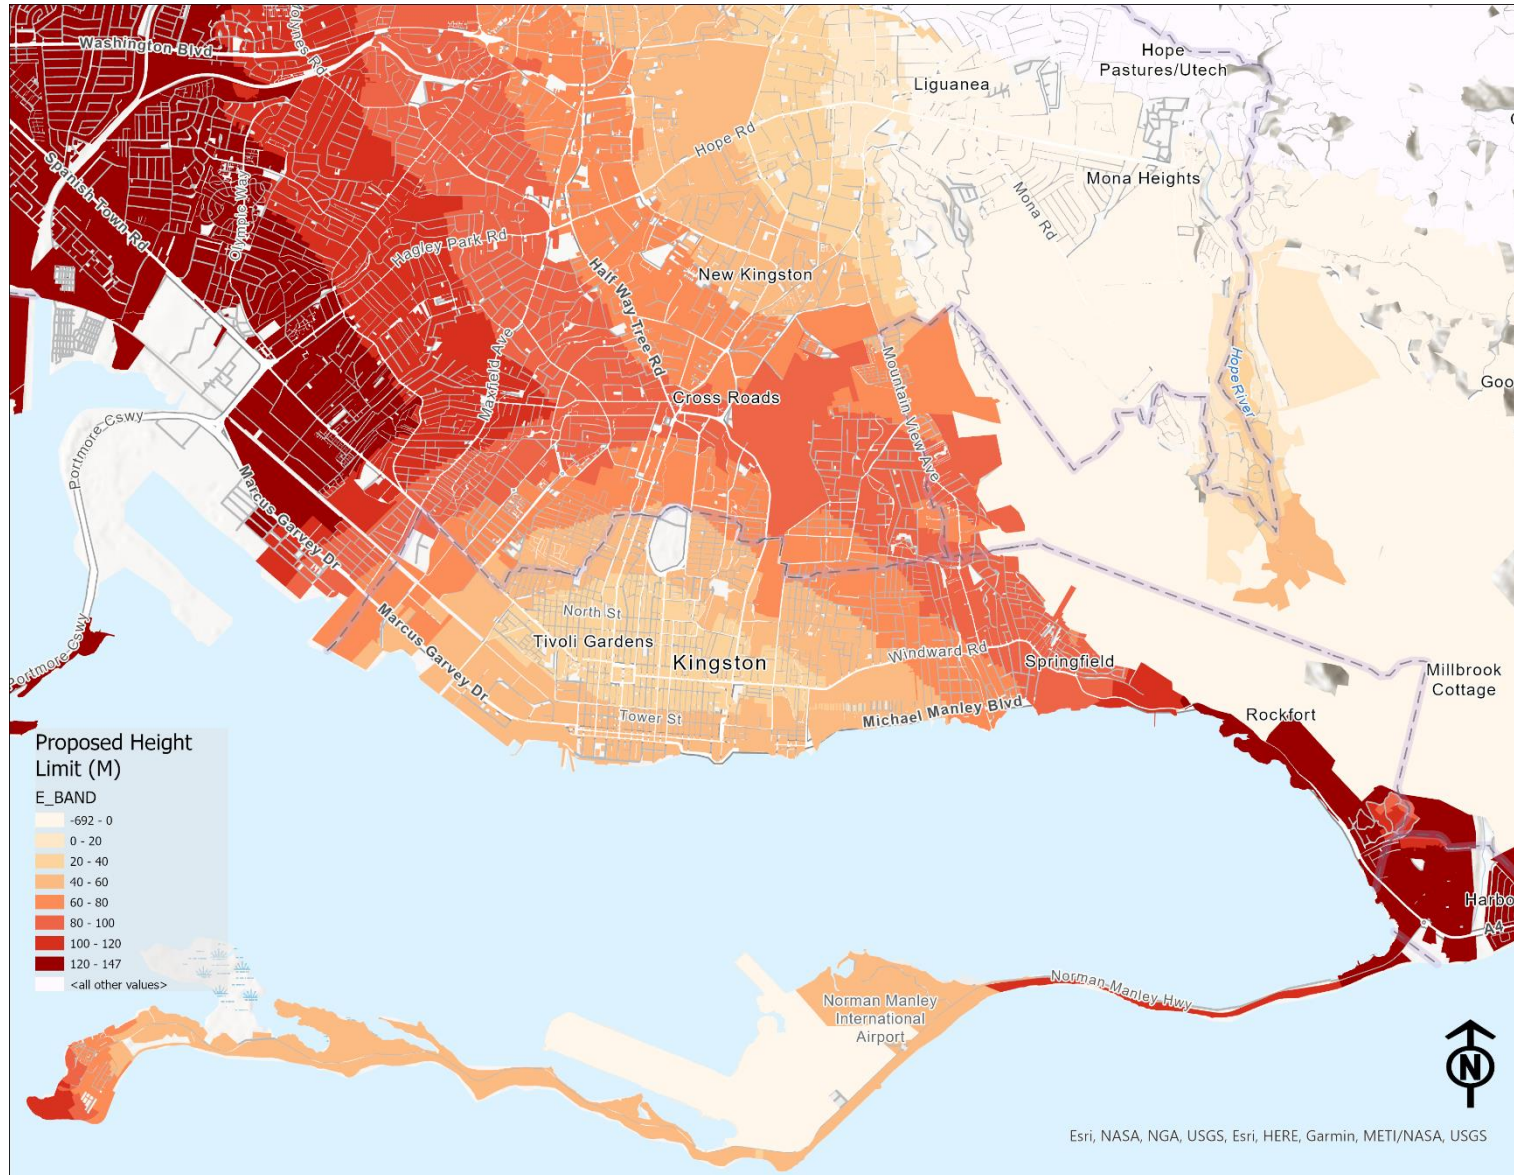 Washington Blvd
Joynes Rd
Hope
Pastures/Utech
Liguanea
Hope Rd
Spanish Town Rd
Mona Heights
Olympic Way
Mona Rd
Hagley Park Rd
New Kingston
Half Way Tree Rd
Maxfield Ave
Mountain View Ave
Hope River
Goo
Cross Roads
Portmore Cswy
Marcus Garvey Dr
North St
Tivoli Gardens
Kingston
Marcus Garvey Dr
Windward Rd
Springfield
Millbrook
Cottage
Portmore Cswy
Tower St
Michael Manley Blvd
Rockfort
Proposed Height
Limit (M)
E_BAND
-692 - 0
0 - 20
20 - 40
40 - 60
60 - 80
80 - 100
100 - 120
120 - 147
<all other values>
Harbo
A4
Norman Manley Hwy
Norman Manley
International
Airport
N
Esri, NASA, NGA, USGS, Esri, HERE, Garmin, METI/NASA, USGS